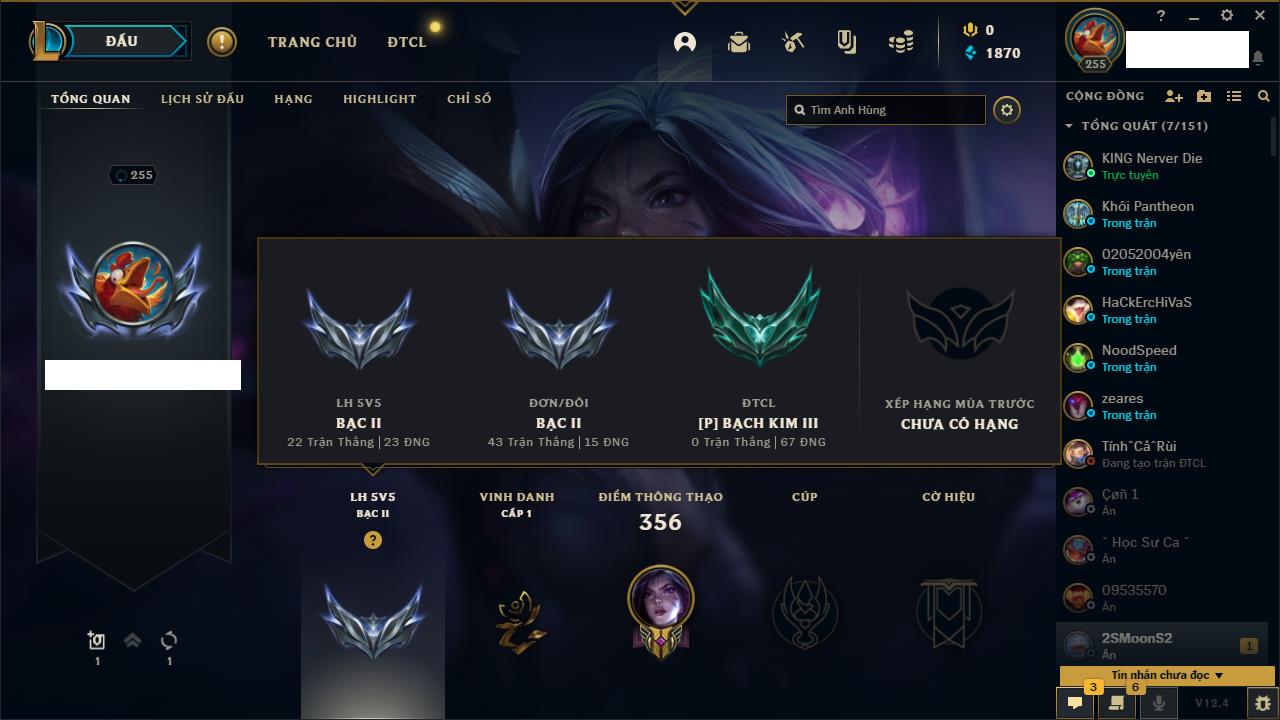 ĐẤU
TRANG CHỦ
ĐTCL
0
1870
?
255
TỔNG QUAN
LỊCH SỬ ĐẤU
HẠNG
HIGHLIGHT
CHỈ SỐ
Tìm Anh Hùng
255
LH 5V5
BẠC II
22 Trận Thắng | 23 ĐNG
ĐƠN/ĐÔI
BẠC II
43 Trận Thắng | 15 ĐNG
ĐTCL
[P] BẠCH KIM III
0 Trận Thắng | 67 ĐNG
XẾP HẠNG MÙA TRƯỚC
CHƯA CÓ HẠNG
LH 5V5
BẠC II
?
VINH DANH
CẤP 1
ĐIỂM THÔNG THẠO
356
CÚP
CỜ HIỆU
1
1
CỘNG ĐỒNG
TỔNG QUÁT (7/151)
KING Nerver Die
Trực tuyến
Khôi Pantheon
Trong trận
02052004yên
Trong trận
HaCkErcHiVaS
Trong trận
NoodSpeed
Trong trận
zeares
Trong trận
TínhˆCảˆRùi
Đang tạo trận ĐTCL
Çøñ 1
Ẩn
ˇ Học Sư Ca ˇ
Ẩn
09535570
Ẩn
2SMoonS2
Ẩn
1
Tin nhắn chưa đọc
3
6
V12.4